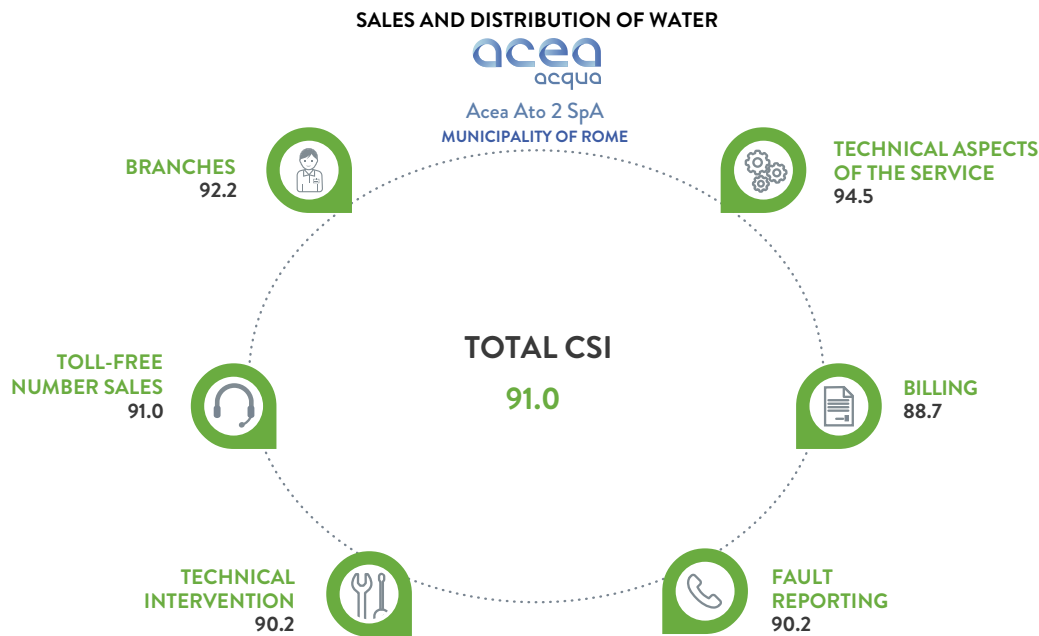 SALES AND DISTRIBUTION OF WATER
acea
acqua
Acea Ato 2 SpA
MUNICIPALITY OF ROME
BRANCHES
92.2
TECHNICAL ASPECTS
OF THE SERVICE
94.5
TOLL-FREE
NUMBER SALES
91.0
TOTAL CSI
91.0
BILLING
88.7
TECHNICAL
INTERVENTION
90.2
FAULT
REPORTING
90.2